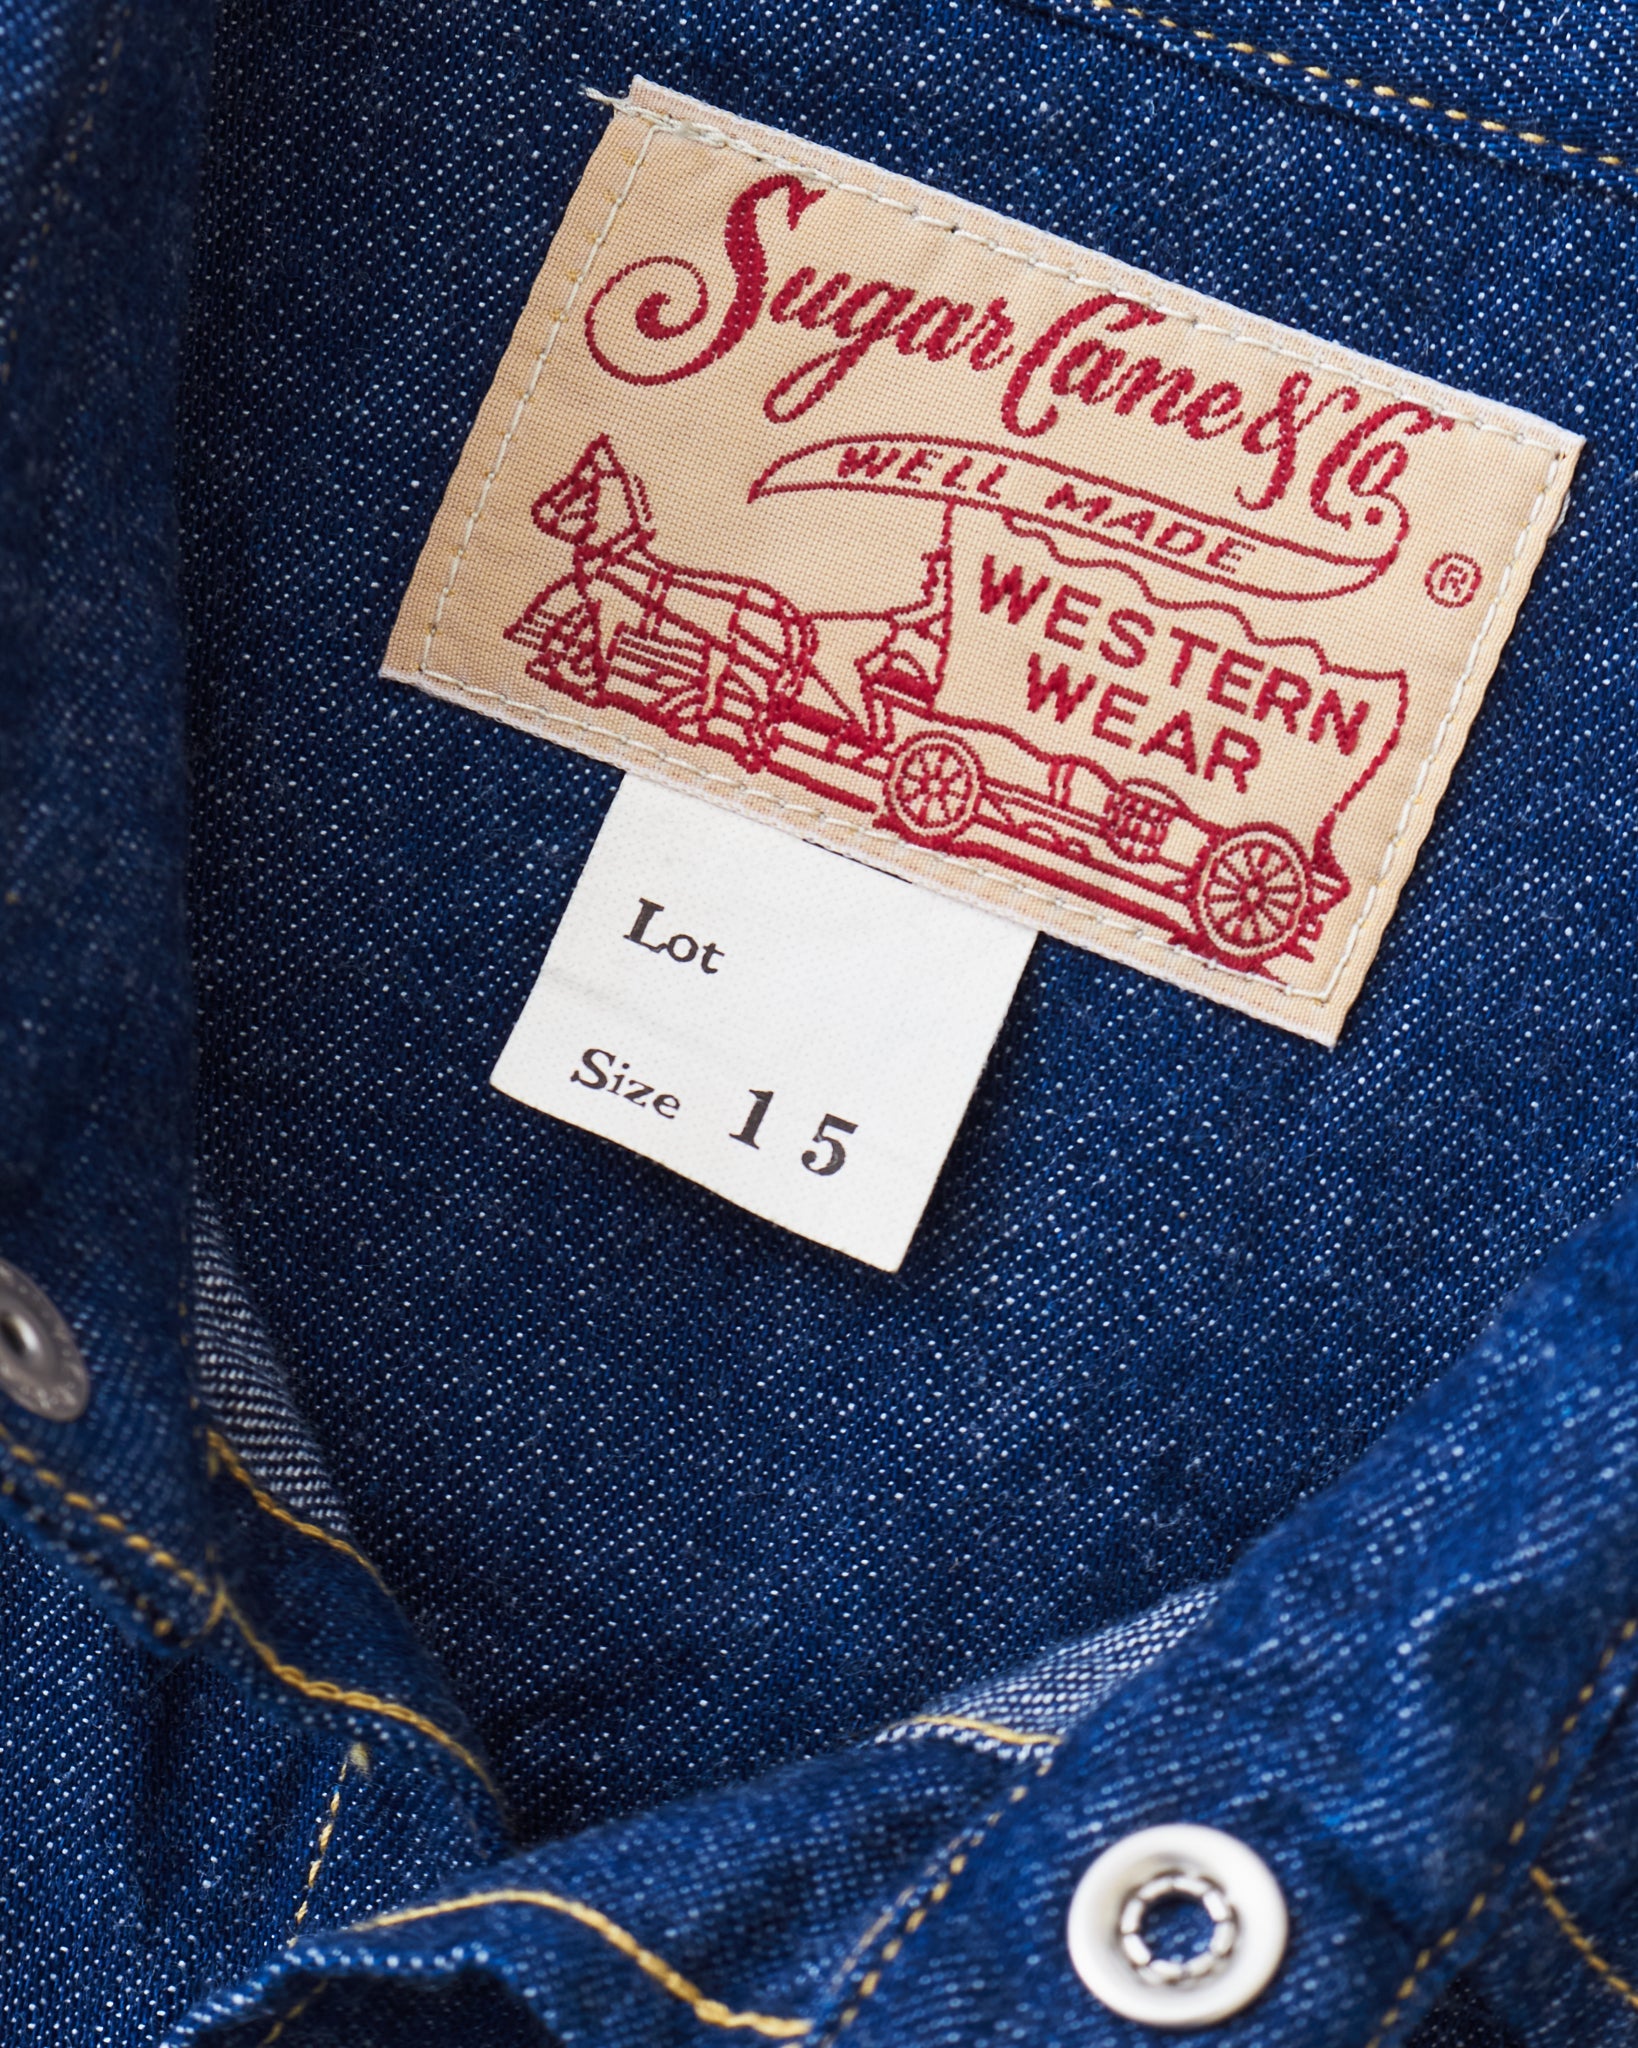 Sugar Cane & Co.
WELL MADE
®
WESTERN
WEAR
Lot
Size 15